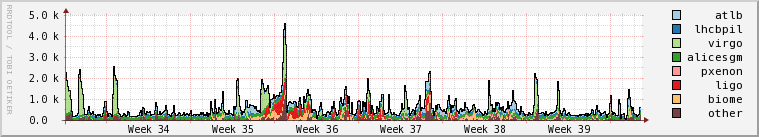 5.0 k
4.0 k
3.0 k
2.0 k
1.0 k
0.0
Week 34 Week 35 Week 36 Week 37 Week 38 Week 39
atlb
lhcbpil
virgo
alicesgm
pxenon
ligo
biome
other
RRDTOOL / TOBI OETIKER